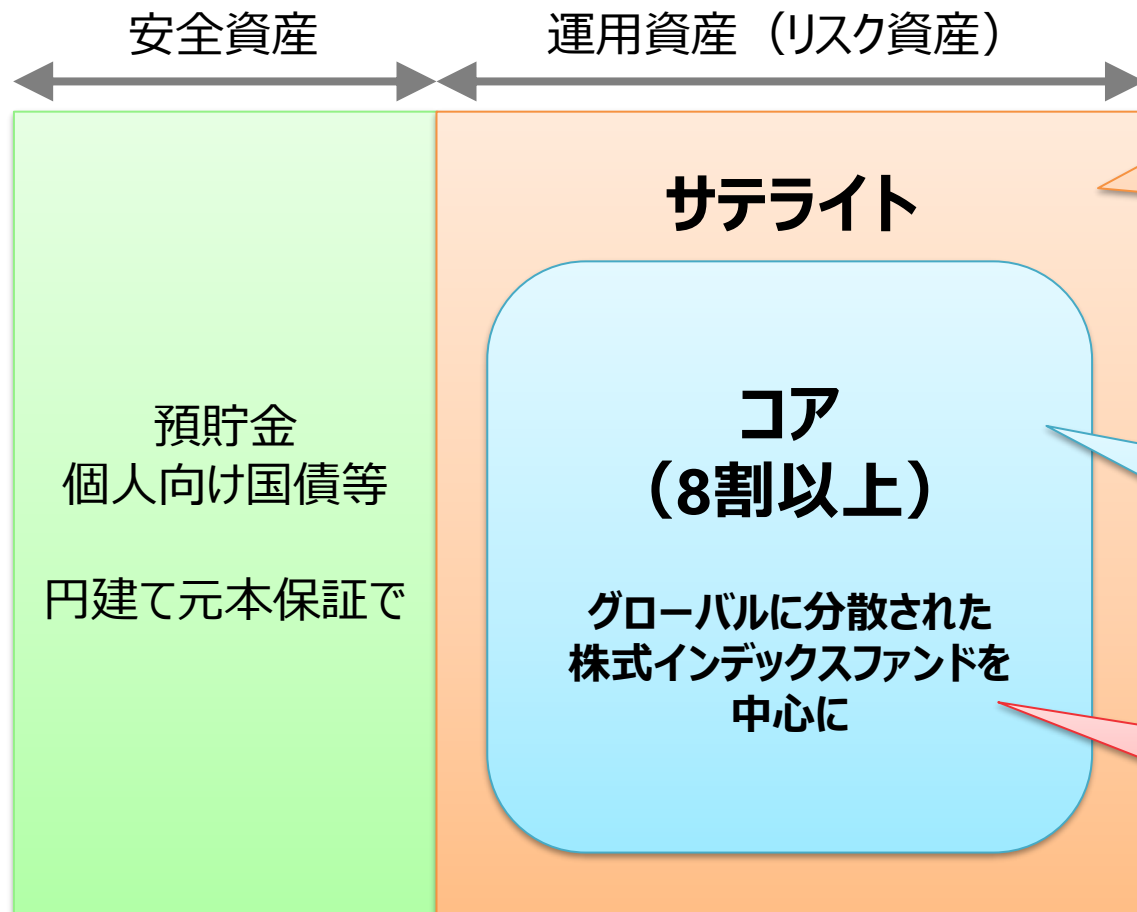 安全資産
運用資産（リスク資産）
サテライト
預貯金
個人向け国債等
円建て元本保証で
コア
（8割以上）
グローバルに分散された
株式インデックスファンドを
中心に